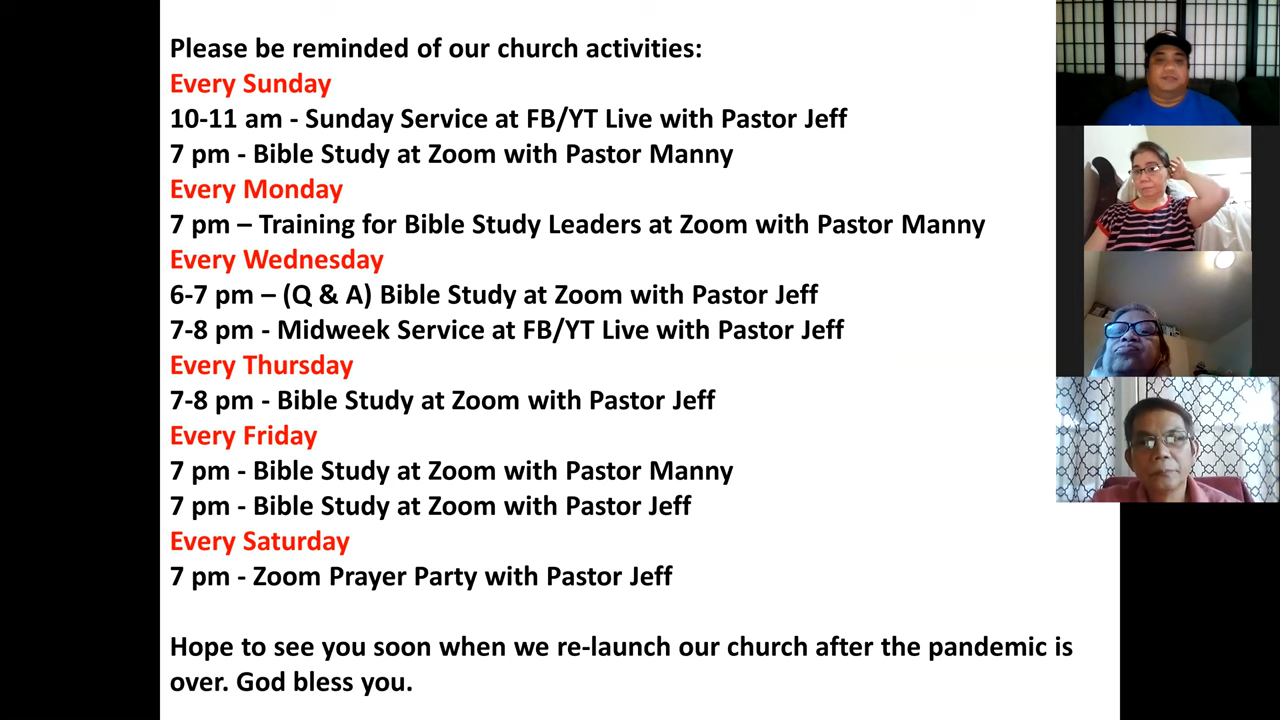 Please be reminded of our church activities:
Every Sunday
10-11 am - Sunday Service at FB/YT Live with Pastor Jeff
7 pm - Bible Study at Zoom with Pastor Manny
Every Monday
7 pm – Training for Bible Study Leaders at Zoom with Pastor Manny
Every Wednesday
6-7 pm – (Q & A) Bible Study at Zoom with Pastor Jeff
7-8 pm - Midweek Service at FB/YT Live with Pastor Jeff
Every Thursday
7-8 pm - Bible Study at Zoom with Pastor Jeff
Every Friday
7 pm - Bible Study at Zoom with Pastor Manny
7 pm - Bible Study at Zoom with Pastor Jeff
Every Saturday
7 pm - Zoom Prayer Party with Pastor Jeff
Hope to see you soon when we re-launch our church after the pandemic is
over. God bless you.